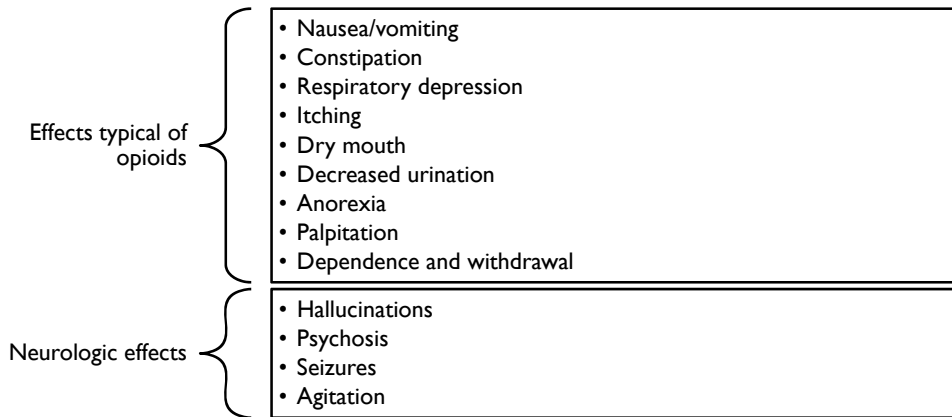 Effects typical of
opioids
• Nausea/vomiting
• Constipation
• Respiratory depression
• Itching
• Dry mouth
• Decreased urination
• Anorexia
• Palpitation
• Dependence and withdrawal
Neurologic effects
• Hallucinations
• Psychosis
• Seizures
• Agitation